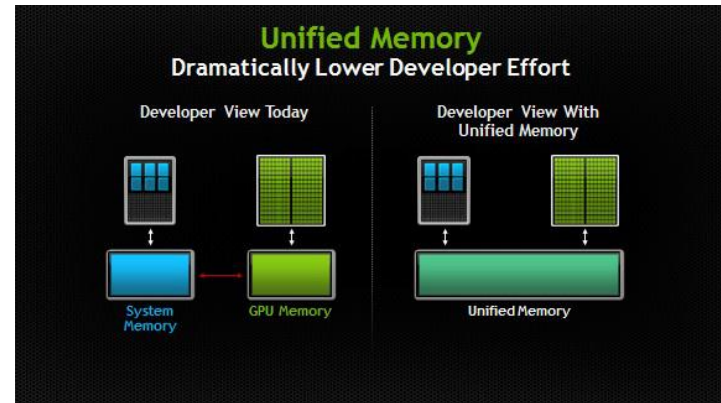 Unified Memory
Dramatically Lower Developer Effort
Developer View Today
Developer View With
Unified Memory
System
Memory
GPU Memory
Unified Memory